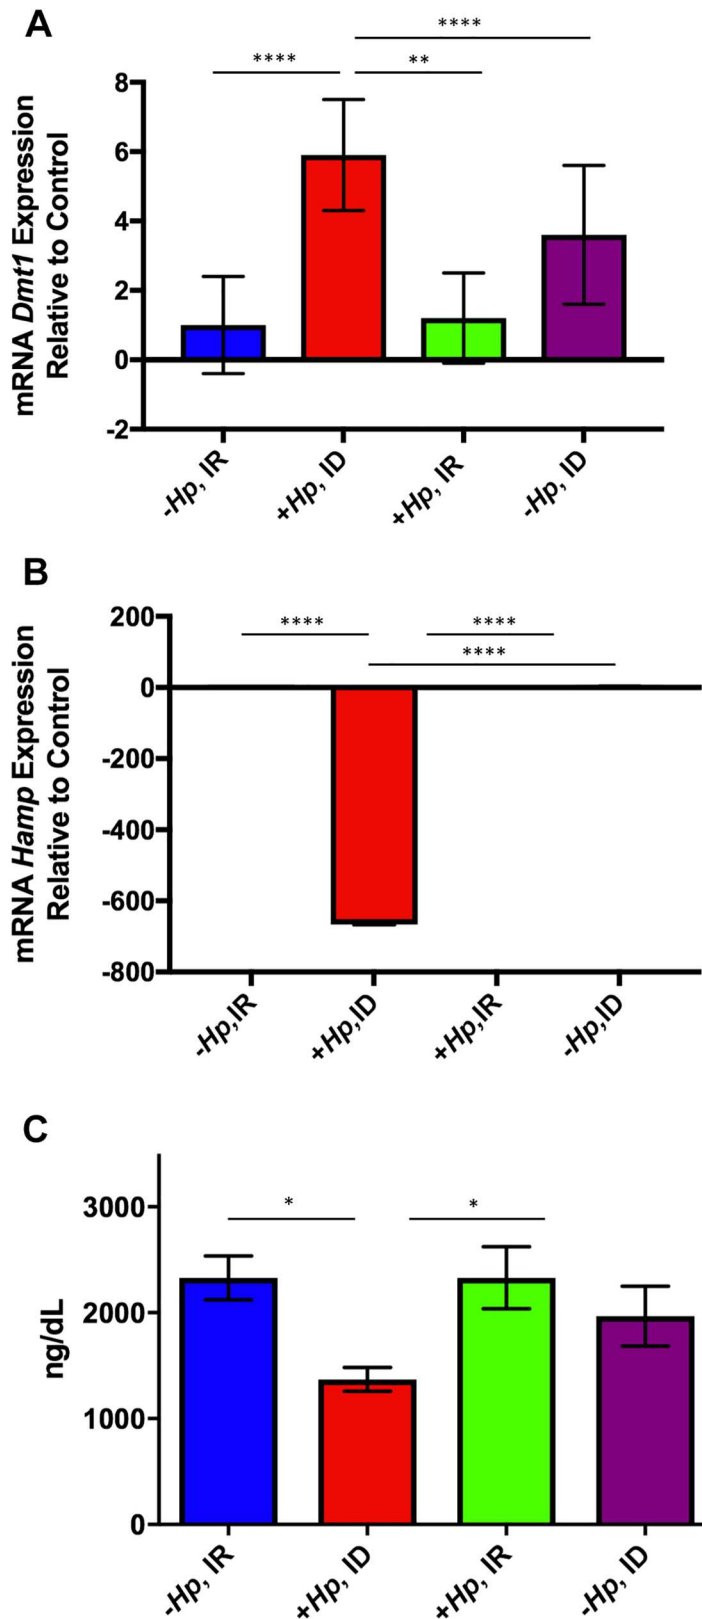 A
****
**** **
mRNA Dmt1 Expression
Relative to Control
8
6
4
2
0
-2
-Hp, IR +Hp, ID +Hp, IR -Hp, ID
B
mRNA Hamp Expression
Relative to Control
200
**** ****
****
0
-200
-400
-600
-800
-Hp,IR +Hp,ID +Hp,IR -Hp,ID
C
ng/dL
3000
* *
2000
1000
0
-Hp, IR +Hp, ID +Hp, IR -Hp, ID